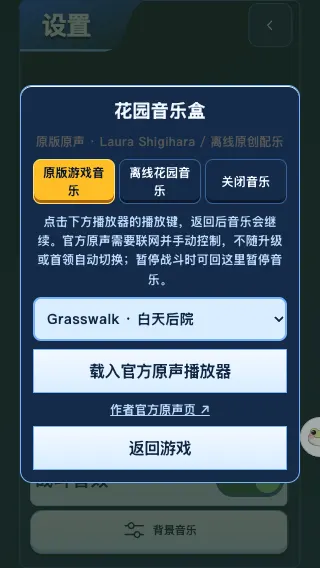 设置
花园音乐盒
原版原声 · Laura Shigihara / 离线原创配乐
原版游戏音
乐
离线花园音
乐
关闭音乐
点击下方播放器的播放键，返回后音乐会继
续。官方原声需要联网并手动控制，不随升级
或首领自动切换；暂停战斗时可回这里暂停音
乐。
Grasswalk · 白天后院
载入官方原声播放器
作者官方原声页 ↗
返回游戏
背景音乐